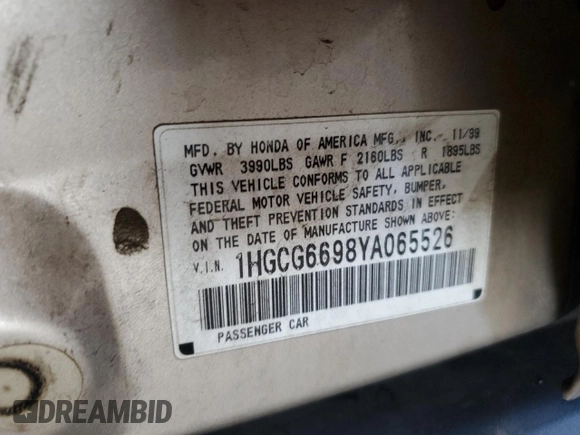 MFD. BY HONDA OF AMERICA MFG., INC. 11/99
GVWR 3990LBS GAWR F 2160LBS R 1895LBS
THIS VEHICLE CONFORMS TO ALL APPLICABLE
FEDERAL MOTOR VEHICLE SAFETY, BUMPER,
AND THEFT PREVENTION STANDARDS IN EFFECT
ON THE DATE OF MANUFACTURE SHOWN ABOVE:
V.I.N. 1HGCG6698YA065526
PASSENGER CAR
DREAMBID